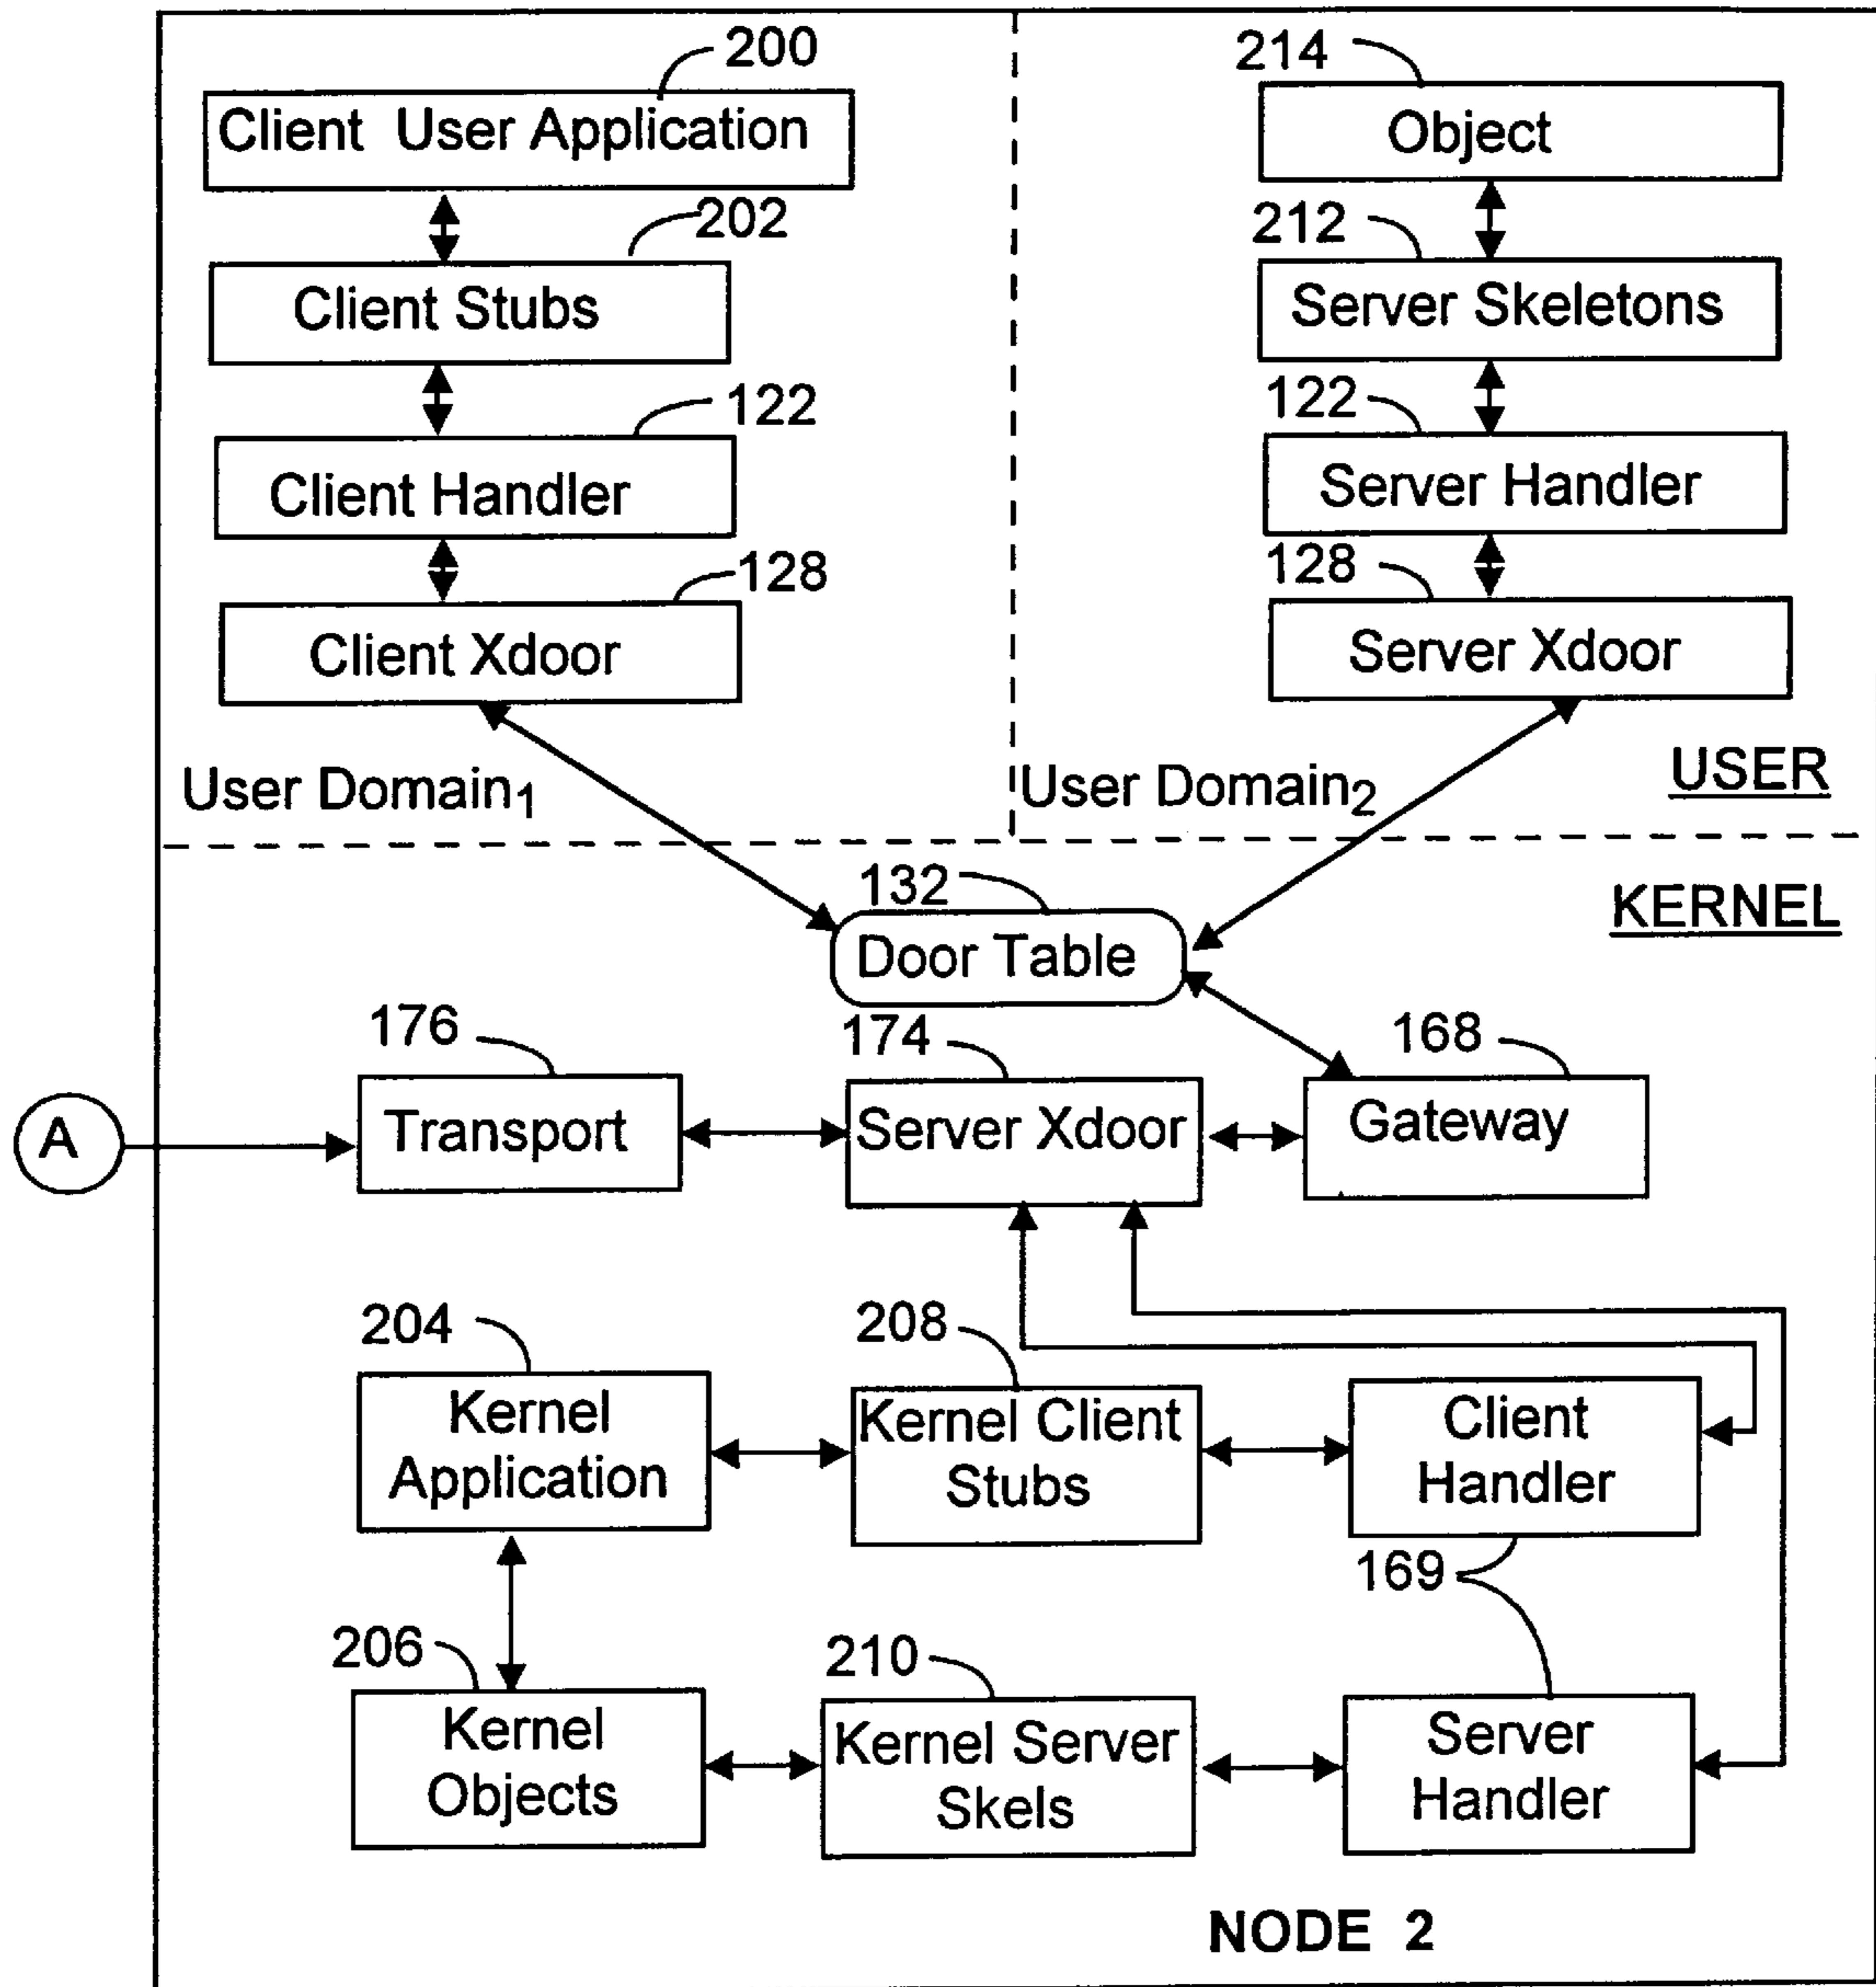 200
Client User Application
202
Client Stubs
122
Client Handler
128
Client Xdoor
User Domain1
214
Object
212
Server Skeletons
122
Server Handler
128
Server Xdoor
User Domain2
USER
KERNEL
132
Door Table
176
Transport
174
Server Xdoor
168
Gateway
A
204
Kernel
Application
208
Kernel Client
Stubs
Client
Handler
169
206
Kernel
Objects
210
Kernel Server
Skels
Server
Handler
NODE 2